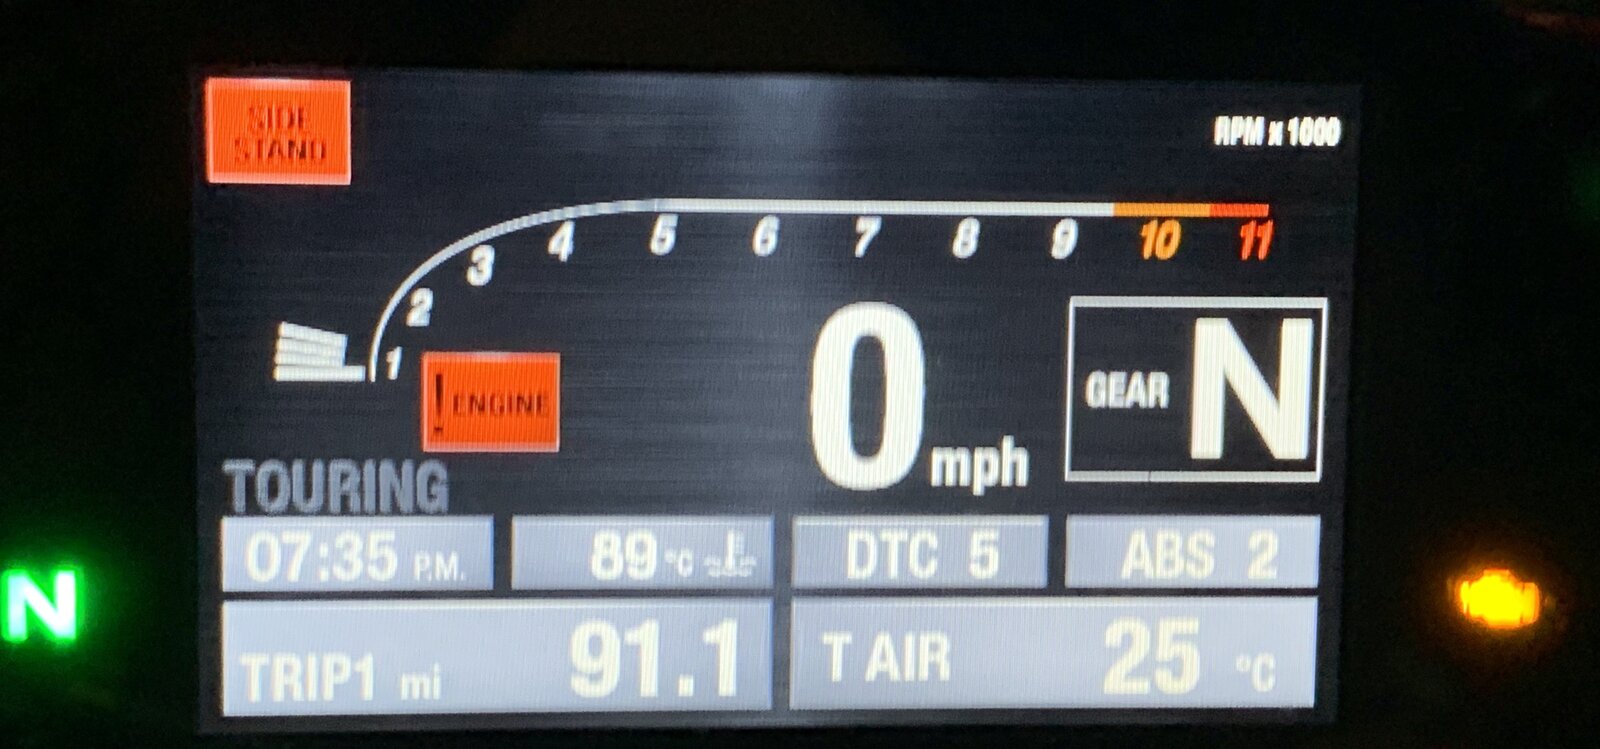 SIDE
STAND
RPM x 1000
1 2 3 4 5 6 7 8 9 10 11
! ENGINE
0 mph
GEAR N
TOURING
07:35 P.M. 89 °C DTC 5 ABS 2
N
TRIP1 mi 91.1 T AIR 25 °C